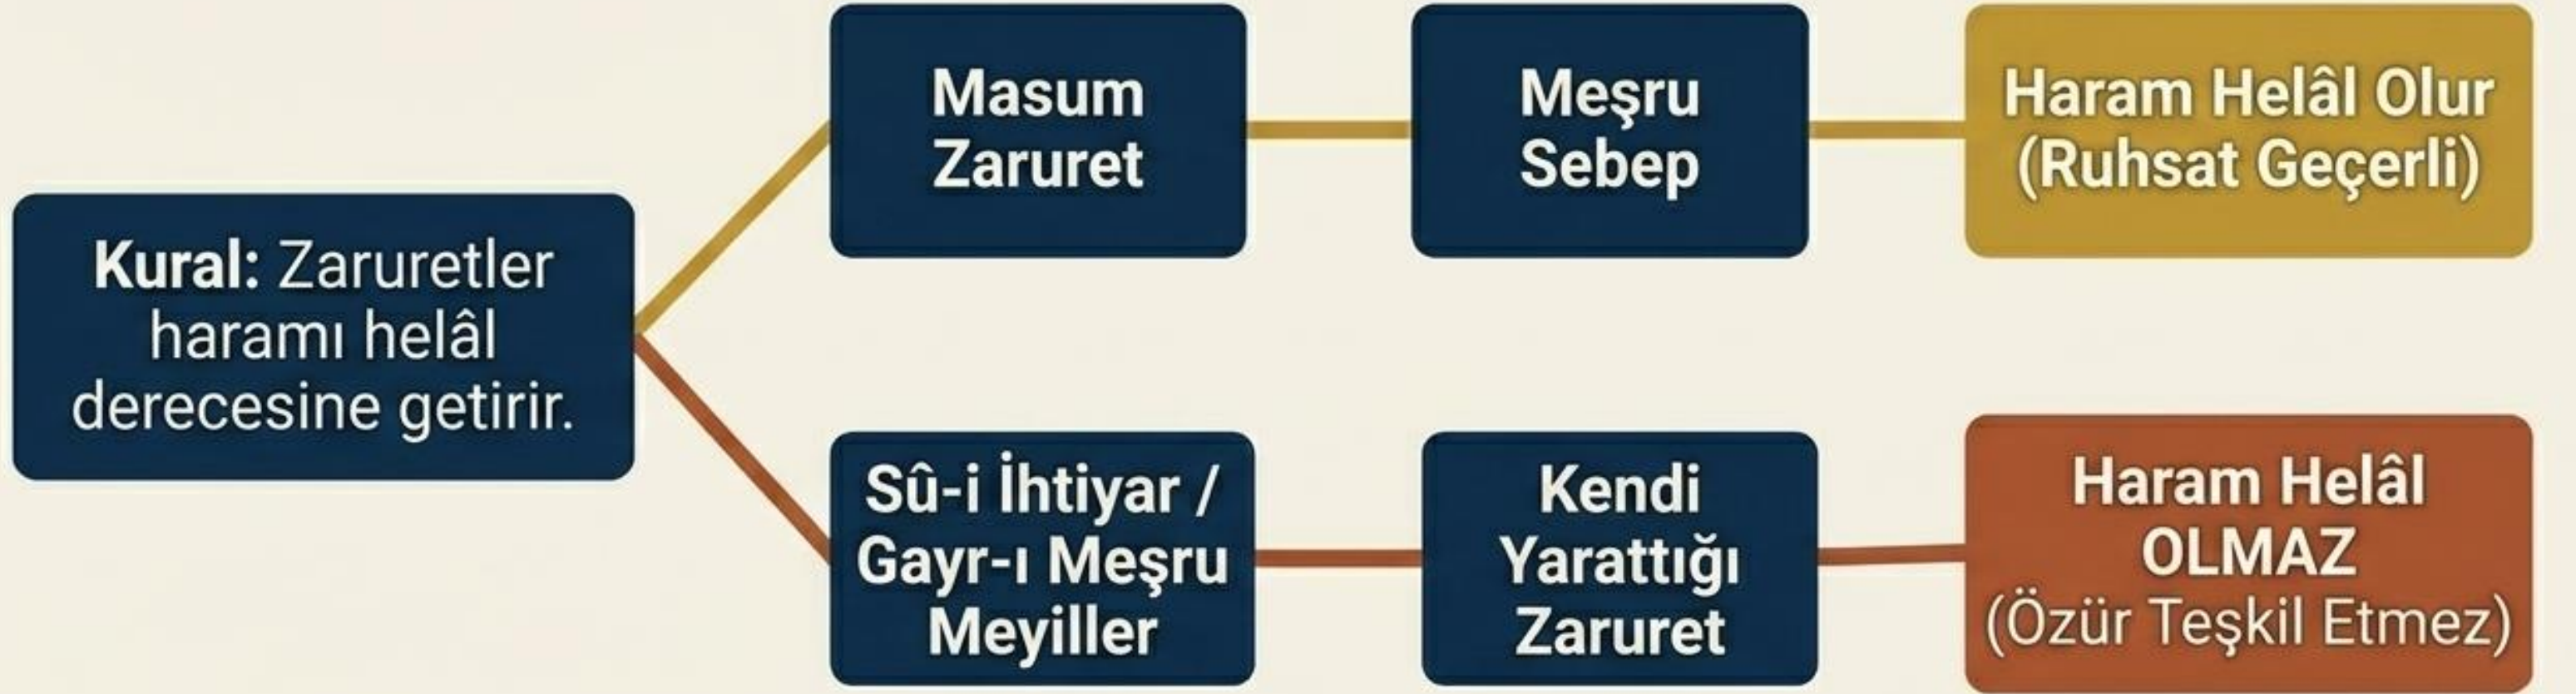 Kural: Zaruretler
haramı helâl
derecesine getirir.
Masum
Zaruret
Meşru
Sebep
Haram Helâl Olur
(Ruhsat Geçerli)
Sû-i İhtiyar /
Gayr-ı Meşru
Meyiller
Kendi
Yarattığı
Zaruret
Haram Helâl
OLMAZ
(Özür Teşkil Etmez)